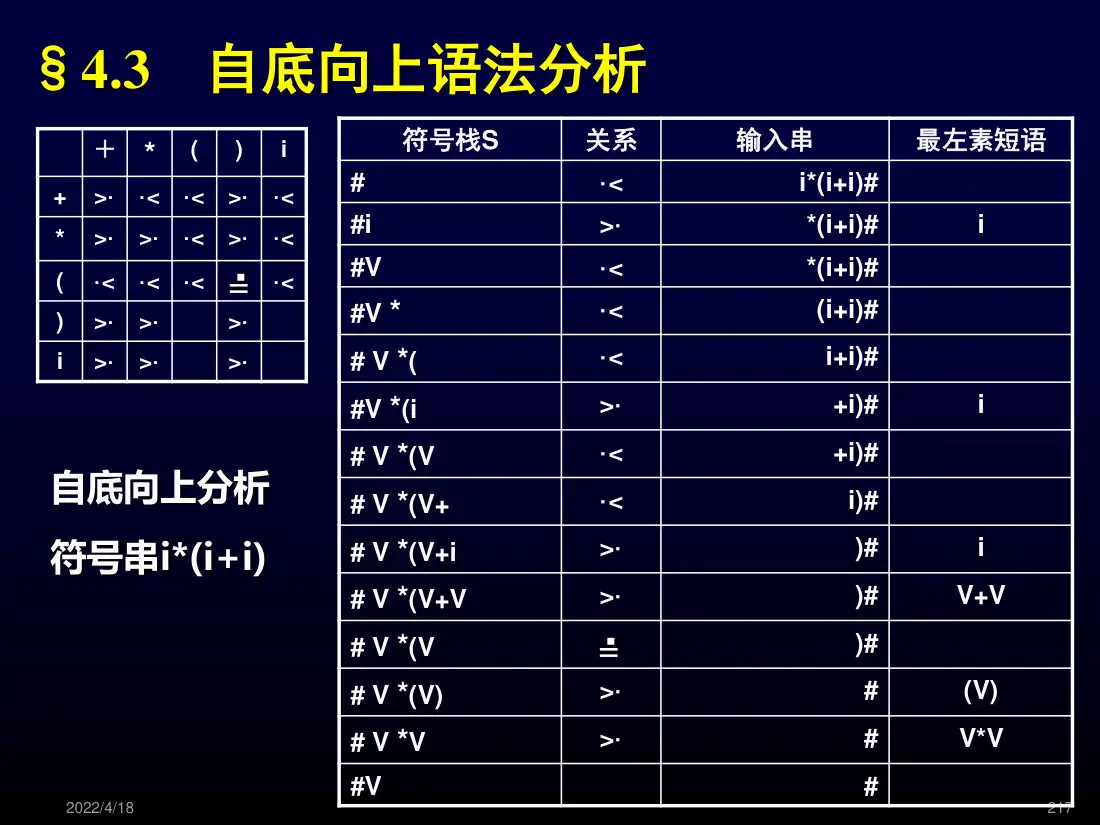 §4.3 自底向上语法分析
＋ * ( ) i
+ >· ·< ·< >· ·<
* >· >· ·< >· ·<
( ·< ·< ·< ≐ ·<
) >· >· >·
i >· >· >·
自底向上分析
符号串i*(i+i)
符号栈S 关系 输入串 最左素短语
# ·< i*(i+i)#
#i >· *(i+i)# i
#V ·< *(i+i)#
#V * ·< (i+i)#
# V *( ·< i+i)#
#V *(i >· +i)# i
# V *(V ·< +i)#
# V *(V+ ·< i)#
# V *(V+i >· )# i
# V *(V+V >· )# V+V
# V *(V ≐ )#
# V *(V) >· # (V)
# V *V >· # V*V
#V #
2022/4/18
217